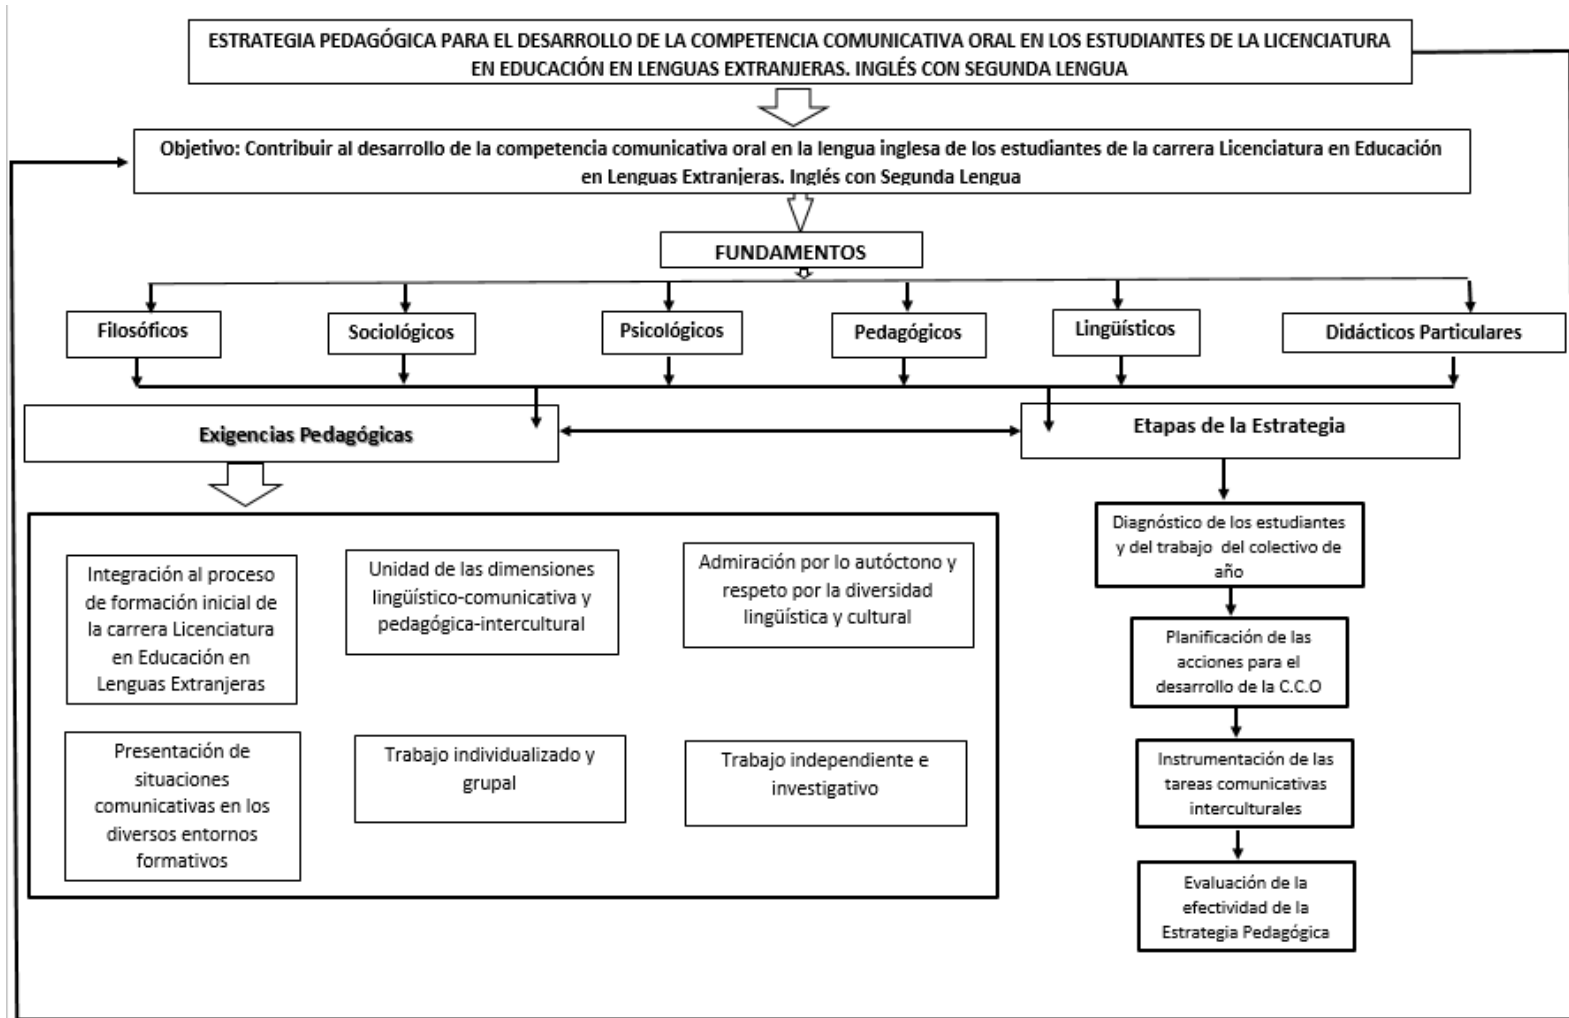 ESTRATEGIA PEDAGÓGICA PARA EL DESARROLLO DE LA COMPETENCIA COMUNICATIVA ORAL EN LOS ESTUDIANTES DE LA LICENCIATURA
EN EDUCACIÓN EN LENGUAS EXTRANJERAS. INGLÉS CON SEGUNDA LENGUA
Objetivo: Contribuir al desarrollo de la competencia comunicativa oral en la lengua inglesa de los estudiantes de la carrera Licenciatura en Educación
en Lenguas Extranjeras. Inglés con Segunda Lengua
FUNDAMENTOS
Filosóficos
Sociológicos
Psicológicos
Pedagógicos
Lingüísticos
Didácticos Particulares
Exigencias Pedagógicas
Etapas de la Estrategia
Integración al proceso
de formación inicial de
la carrera Licenciatura
en Educación en
Lenguas Extranjeras
Unidad de las dimensiones
lingüístico-comunicativa y
pedagógica-intercultural
Admiración por lo autóctono y
respeto por la diversidad
lingüística y cultural
Presentación de
situaciones
comunicativas en los
diversos entornos
formativos
Trabajo individualizado y
grupal
Trabajo independiente e
investigativo
Diagnóstico de los estudiantes
y del trabajo del colectivo de
año
Planificación de las
acciones para el
desarrollo de la C.C.O
Instrumentación de las
tareas comunicativas
interculturales
Evaluación de la
efectividad de la
Estrategia Pedagógica